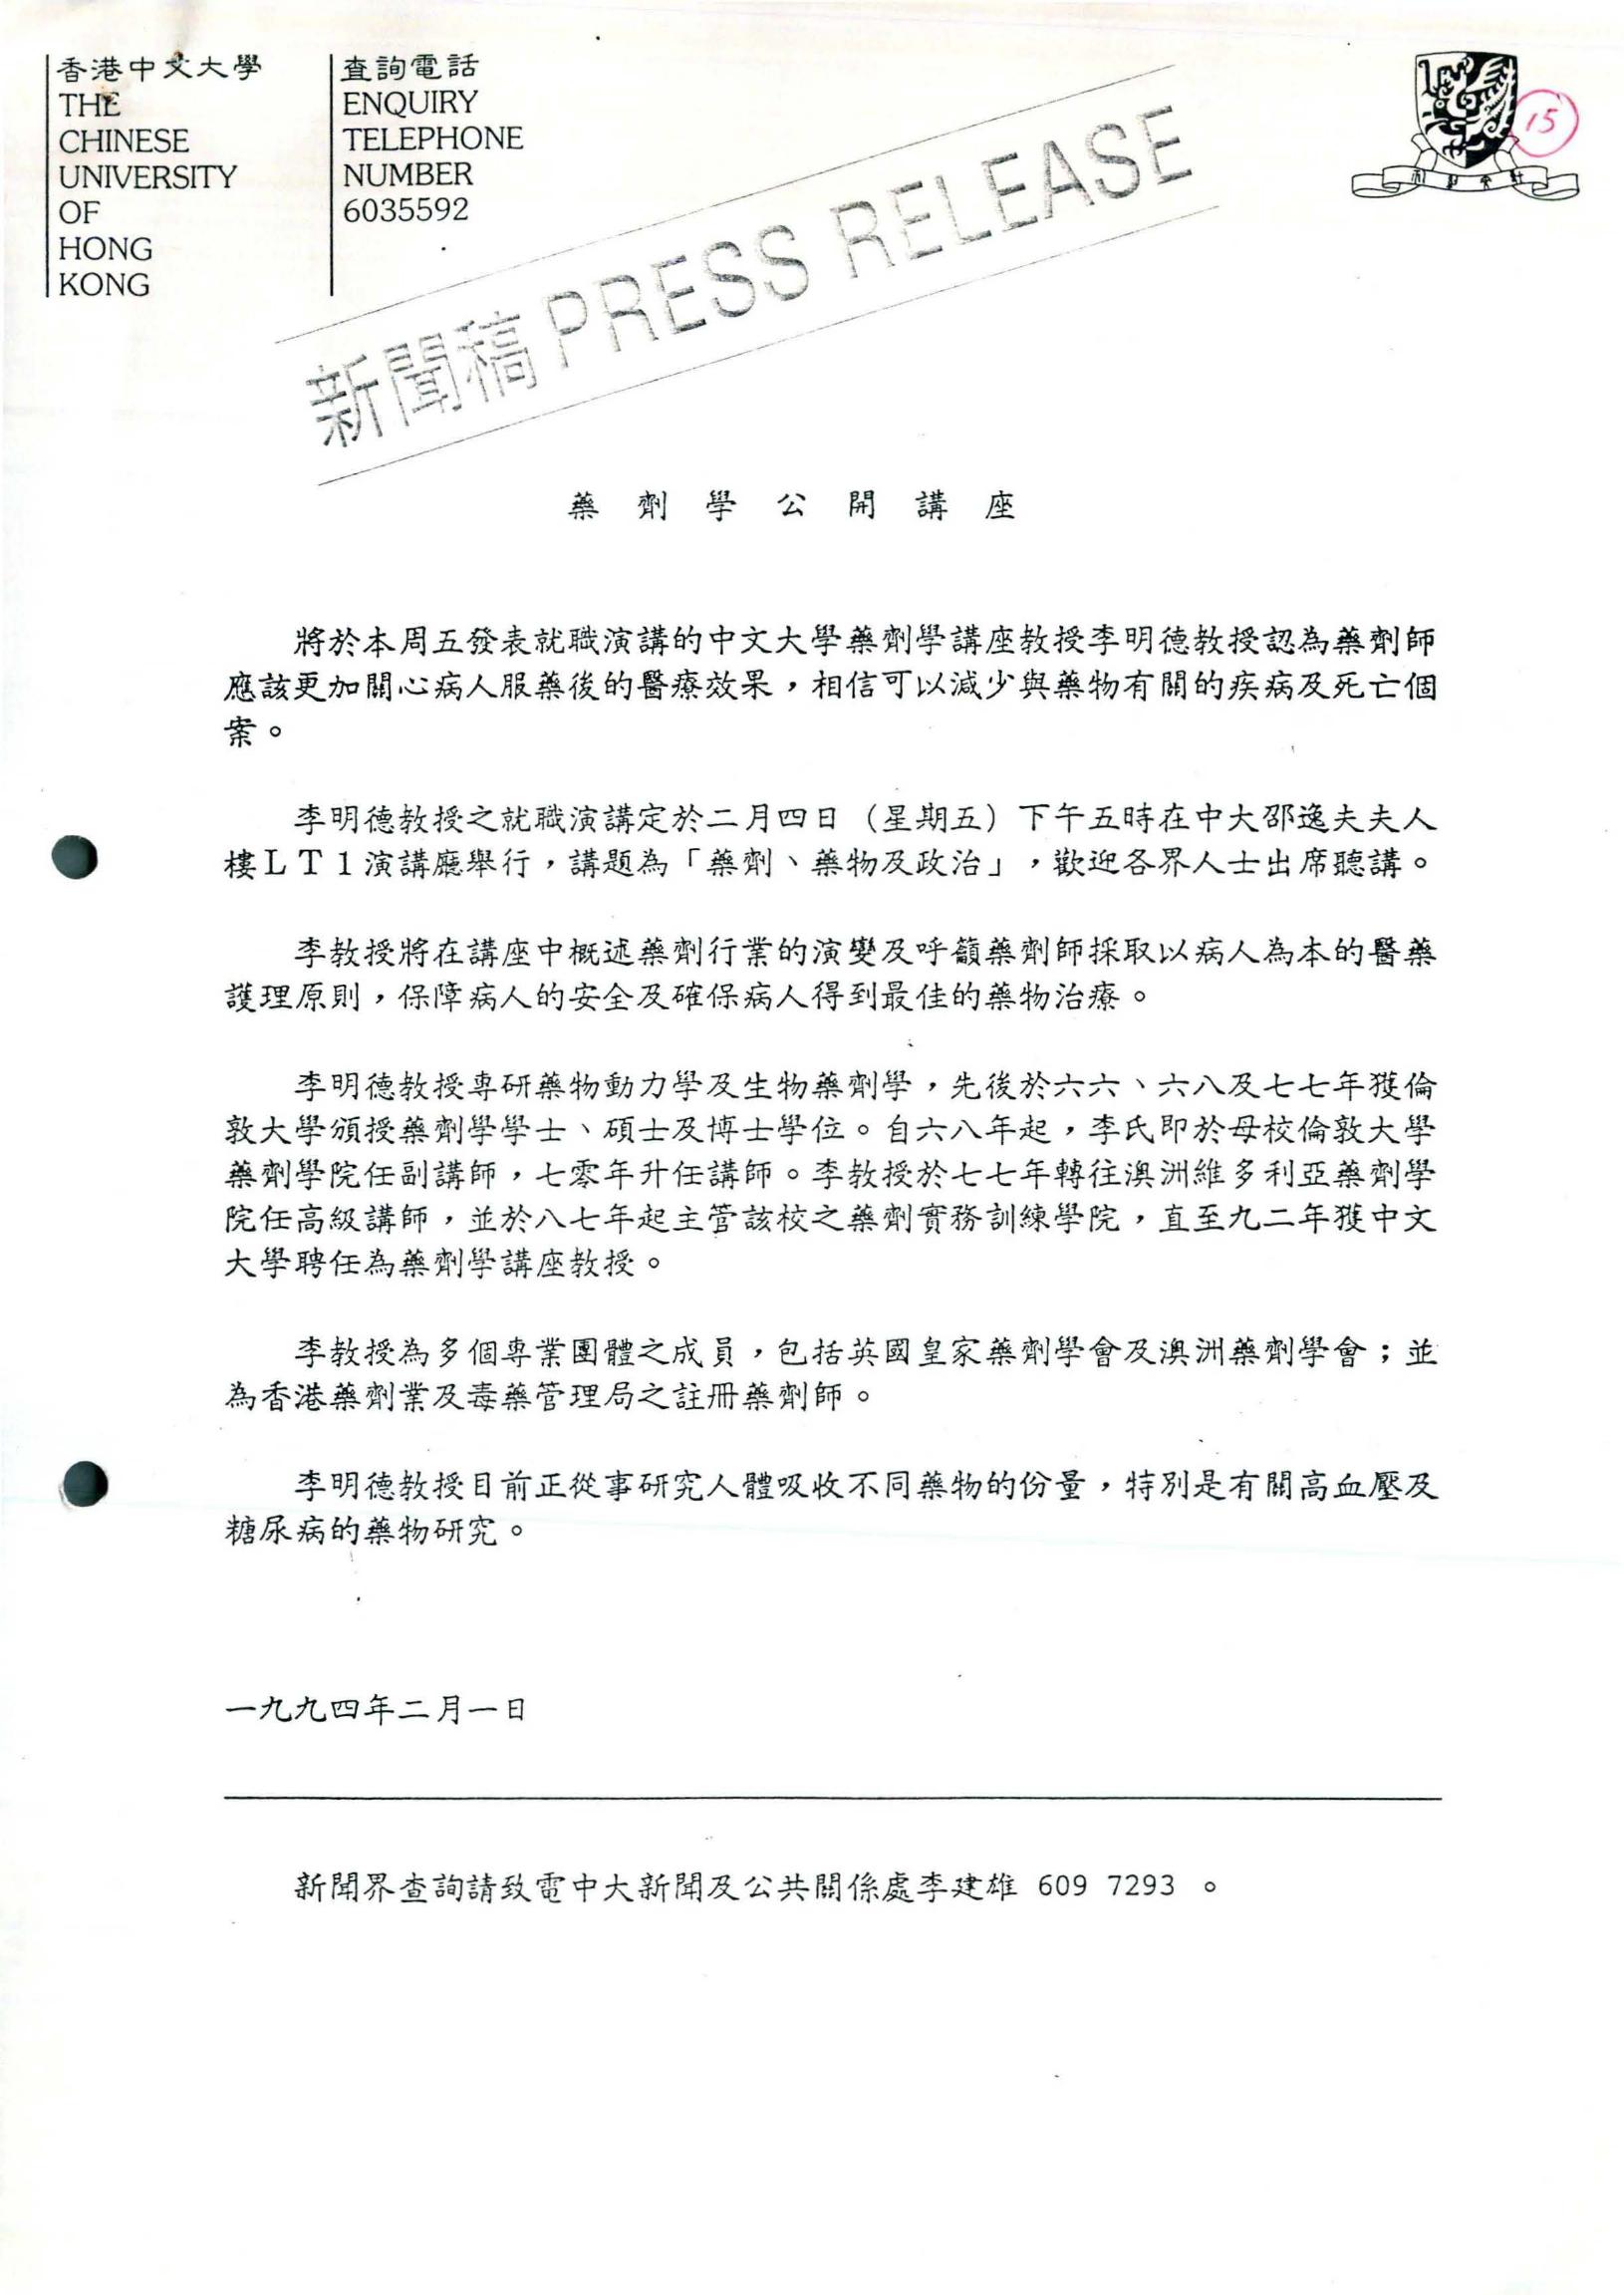 香港中文大學
THE
CHINESE
UNIVERSITY
OF
HONG
KONG
查詢電話
ENQUIRY
TELEPHONE
NUMBER
6035592
15
新聞稿 PRESS RELEASE
藥劑學公開講座
將於本周五發表就職演講的中文大學藥劑學講座教授李明德教授認為藥劑師
應該更加關心病人服藥後的醫療效果，相信可以減少與藥物有關的疾病及死亡個
案。
李明德教授之就職演講定於二月四日（星期五）下午五時在中大邵逸夫夫人
樓ＬＴ１演講廳舉行，講題為「藥劑、藥物及政治」，歡迎各界人士出席聽講。
李教授將在講座中概述藥劑行業的演變及呼籲藥劑師採取以病人為本的醫藥
護理原則，保障病人的安全及確保病人得到最佳的藥物治療。
李明德教授專研藥物動力學及生物藥劑學，先後於六六、六八及七七年獲倫
敦大學頒授藥劑學學士、碩士及博士學位。自六八年起，李氏即於母校倫敦大學
藥劑學院任副講師，七零年升任講師。李教授於七七年轉往澳洲維多利亞藥劑學
院任高級講師，並於八七年起主管該校之藥劑實務訓練學院，直至九二年獲中文
大學聘任為藥劑學講座教授。
李教授為多個專業團體之成員，包括英國皇家藥劑學會及澳洲藥劑學會；並
為香港藥劑業及毒藥管理局之註冊藥劑師。
李明德教授目前正從事研究人體吸收不同藥物的份量，特別是有關高血壓及
糖尿病的藥物研究。
一九九四年二月一日
新聞界查詢請致電中大新聞及公共關係處李建雄 609 7293 。